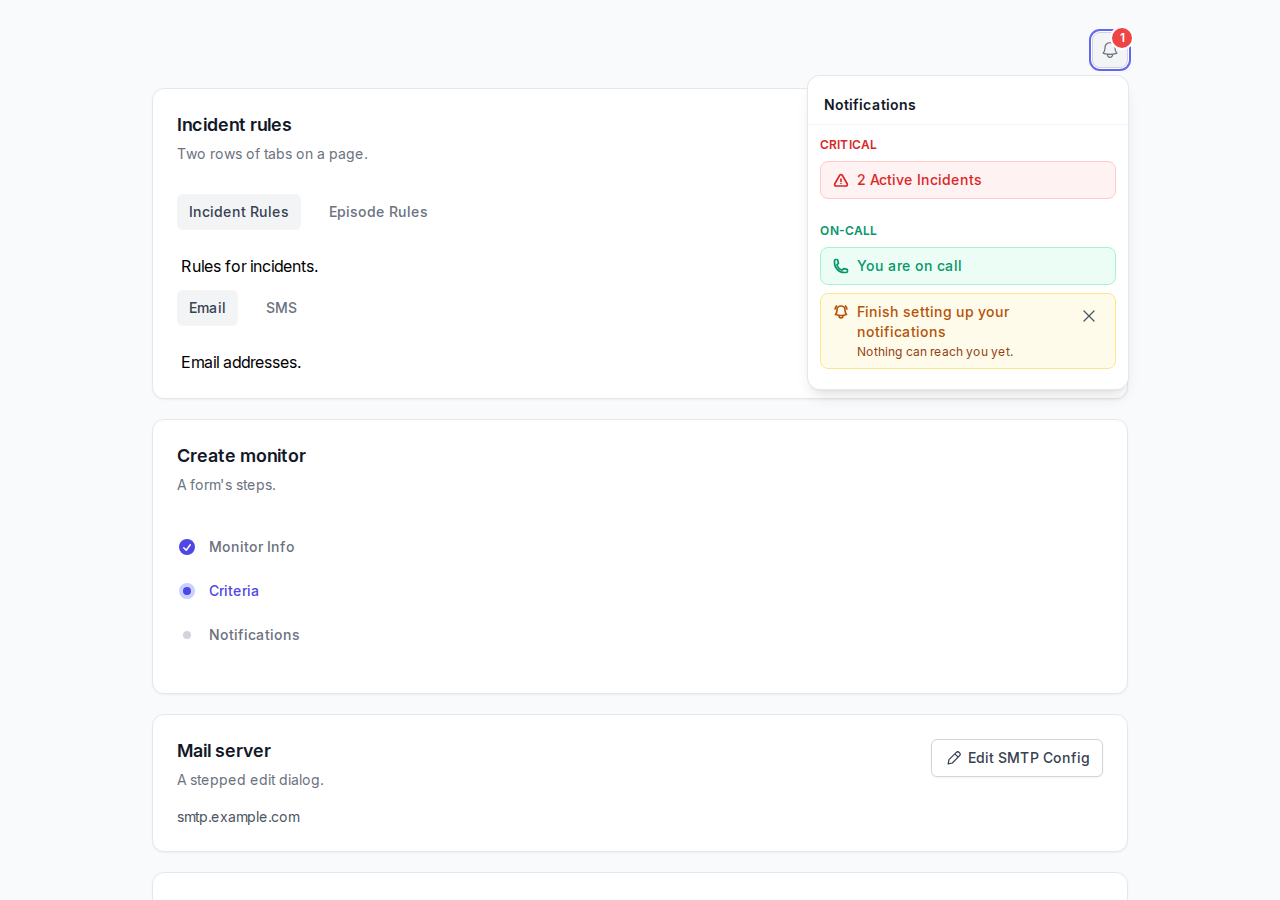 1
Notifications
CRITICAL
2 Active Incidents
ON-CALL
You are on call
Finish setting up your
notifications
Nothing can reach you yet.
Incident rules
Two rows of tabs on a page.
Incident Rules
Episode Rules
Rules for incidents.
Email
SMS
Email addresses.
Create monitor
A form's steps.
Monitor Info
Criteria
Notifications
Mail server
A stepped edit dialog.
Edit SMTP Config
smtp.example.com